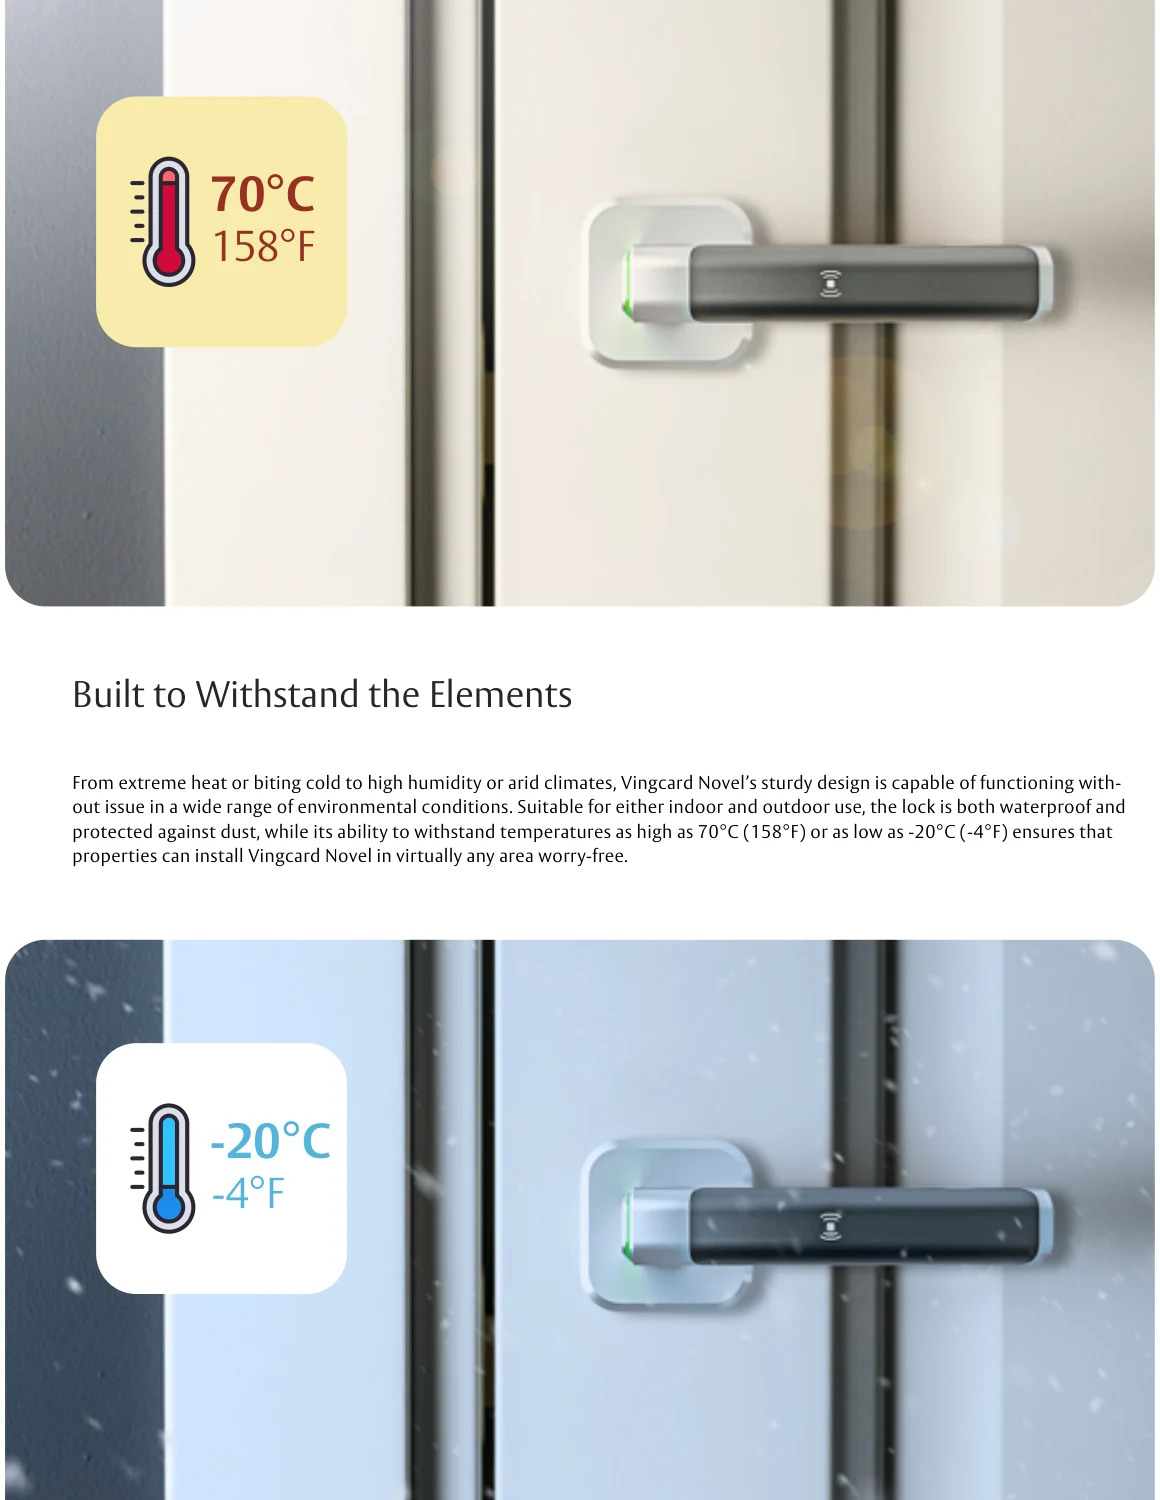 70°C
158°F
Built to Withstand the Elements
From extreme heat or biting cold to high humidity or arid climates, Vingcard Novel’s sturdy design is capable of functioning with-
out issue in a wide range of environmental conditions. Suitable for either indoor and outdoor use, the lock is both waterproof and
protected against dust, while its ability to withstand temperatures as high as 70°C (158°F) or as low as -20°C (-4°F) ensures that
properties can install Vingcard Novel in virtually any area worry-free.
-20°C
-4°F